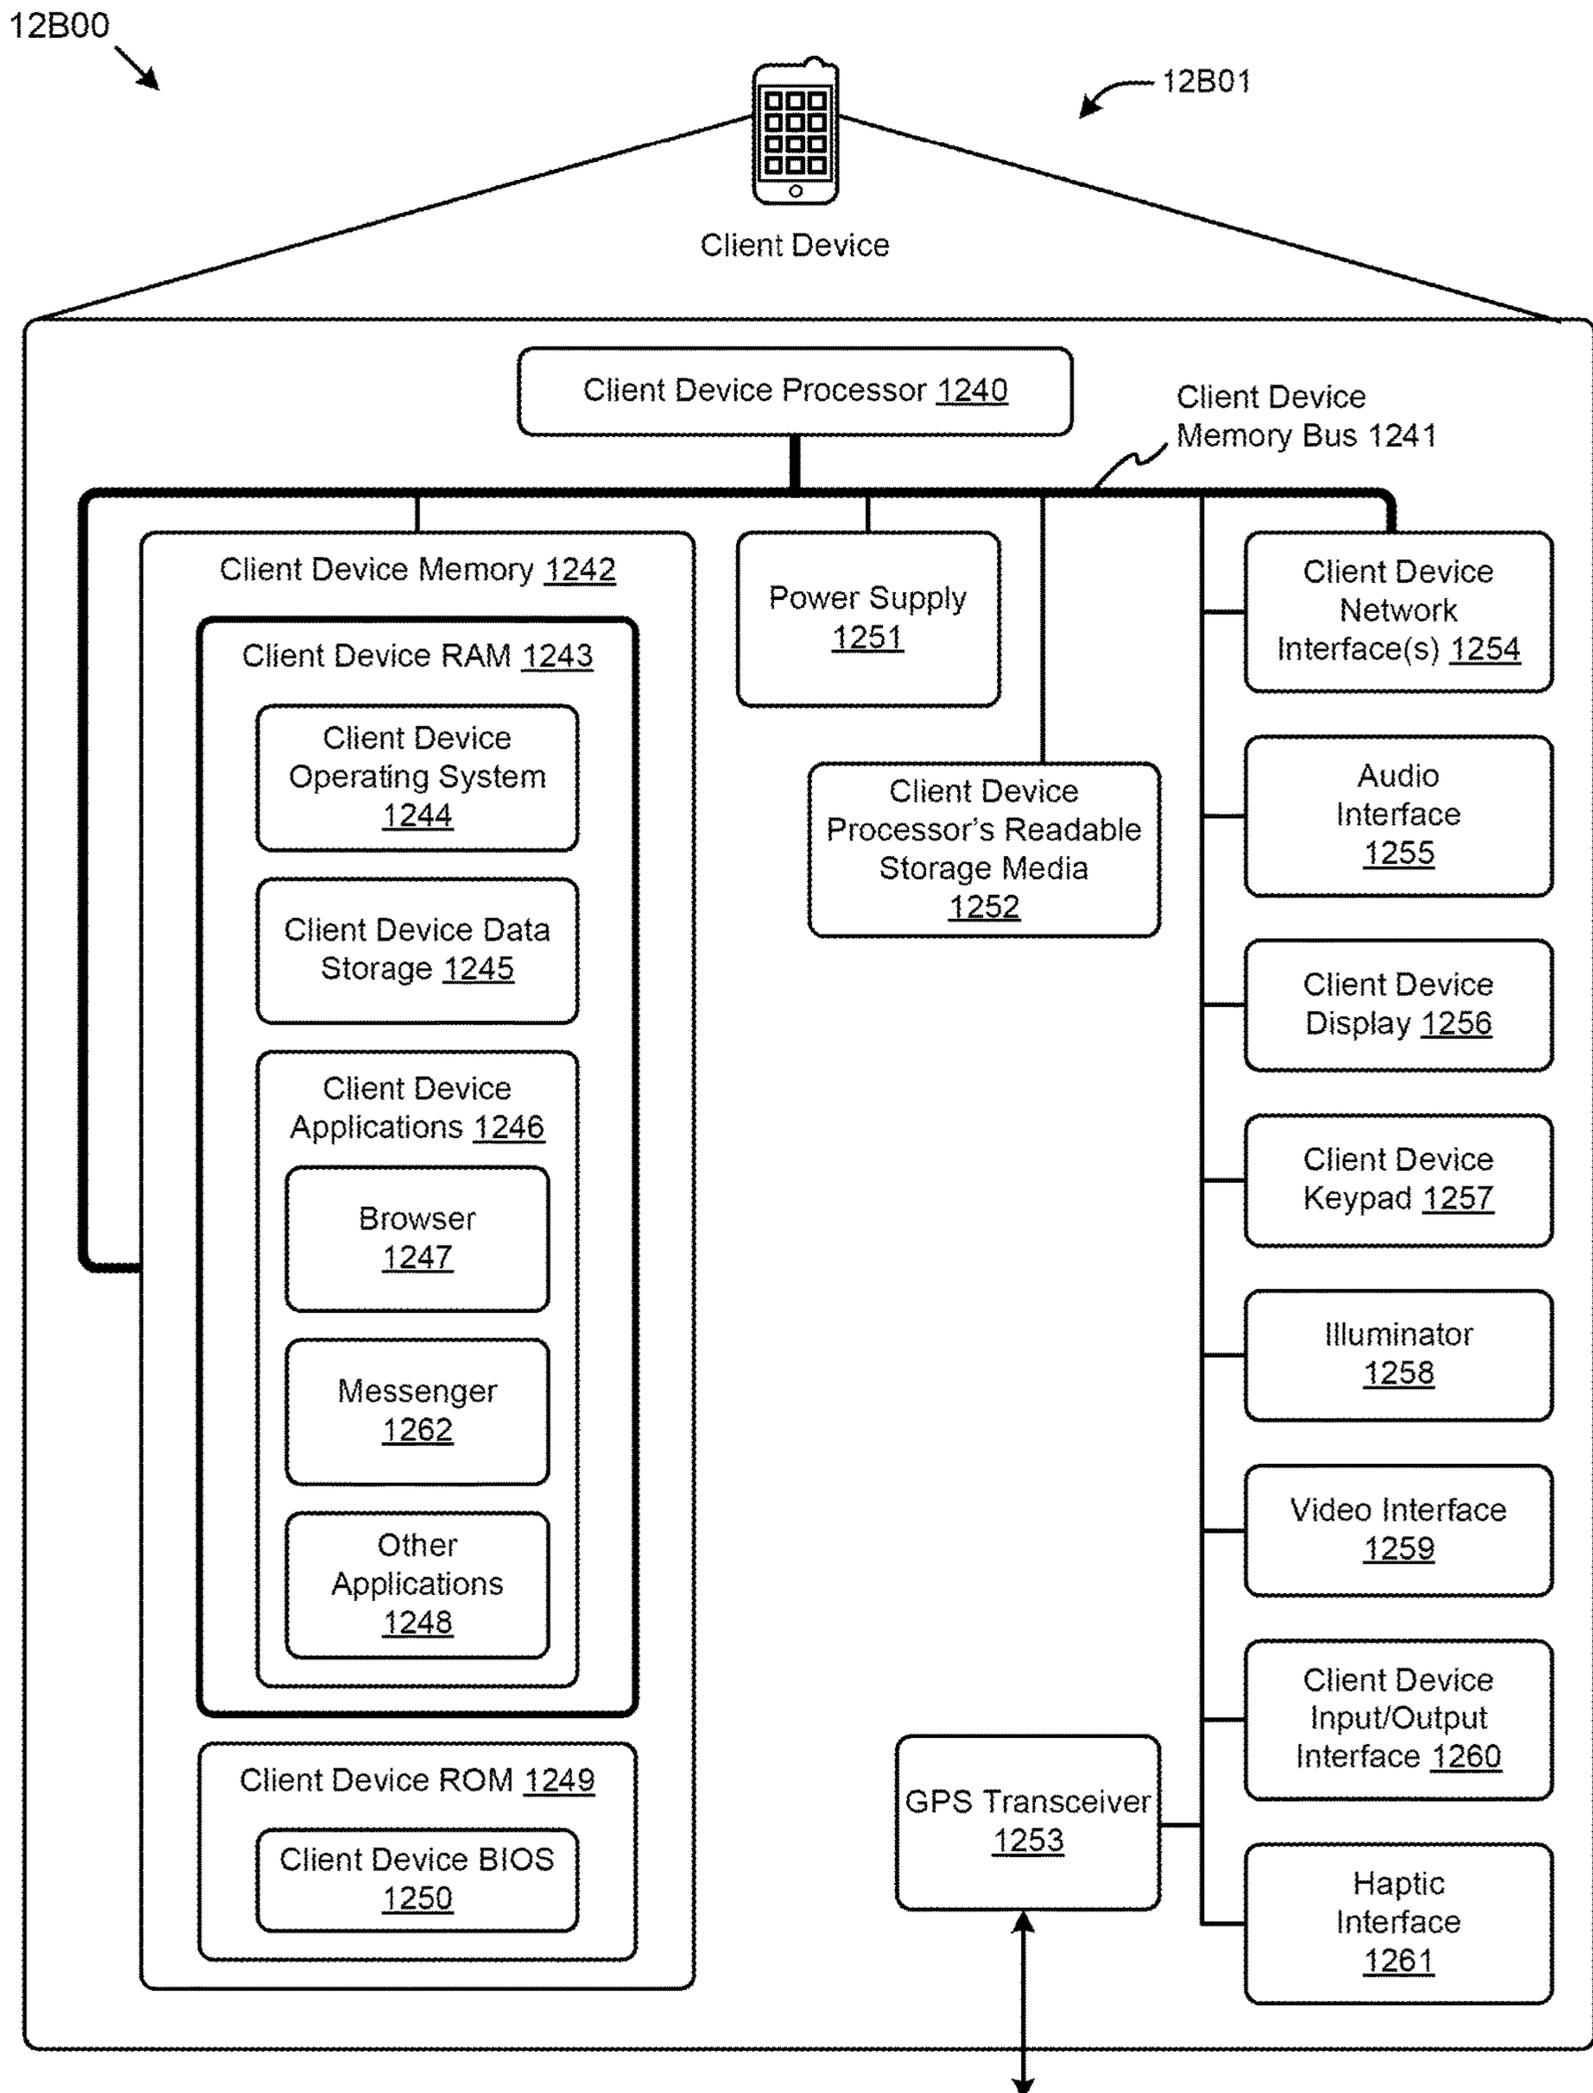 12B00
12B01
Client Device
Client Device Processor 1240
Client Device
Memory Bus 1241
Client Device Memory 1242
Client Device RAM 1243
Client Device
Operating System
1244
Client Device Data
Storage 1245
Client Device
Applications 1246
Browser
1247
Messenger
1262
Other
Applications
1248
Client Device ROM 1249
Client Device BIOS
1250
Power Supply
1251
Client Device
Processor’s Readable
Storage Media
1252
GPS Transceiver
1253
Client Device
Network
Interface(s) 1254
Audio
Interface
1255
Client Device
Display 1256
Client Device
Keypad 1257
Illuminator
1258
Video Interface
1259
Client Device
Input/Output
Interface 1260
Haptic
Interface
1261